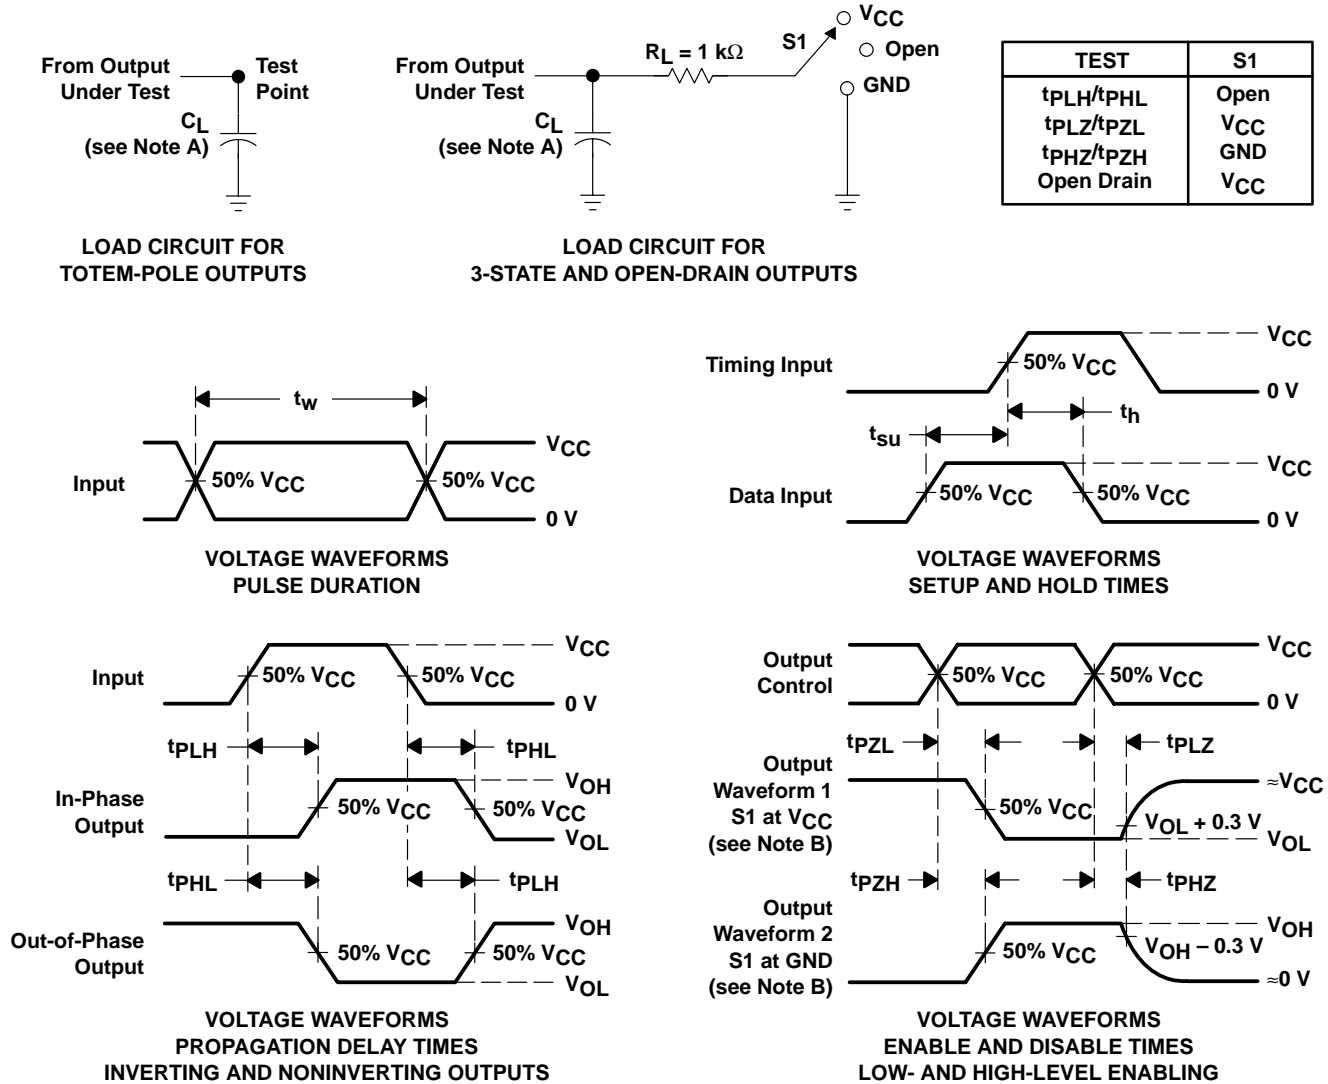 From Output
Under Test
Test
Point
CL
(see Note A)
LOAD CIRCUIT FOR
TOTEM-POLE OUTPUTS
From Output
Under Test
RL = 1 kΩ
S1
VCC
Open
GND
CL
(see Note A)
LOAD CIRCUIT FOR
3-STATE AND OPEN-DRAIN OUTPUTS
TEST S1
tPLH/tPHL Open
tPLZ/tPZL VCC
tPHZ/tPZH GND
Open Drain VCC
tw
Input
50% VCC
50% VCC
VCC
0 V
VOLTAGE WAVEFORMS
PULSE DURATION
Timing Input
50% VCC
VCC
0 V
tsu
th
Data Input
50% VCC
50% VCC
VCC
0 V
VOLTAGE WAVEFORMS
SETUP AND HOLD TIMES
Input
50% VCC
50% VCC
VCC
0 V
tPLH
tPHL
In-Phase
Output
50% VCC
50% VCC
VOH
VOL
tPHL
tPLH
Out-of-Phase
Output
50% VCC
50% VCC
VOH
VOL
VOLTAGE WAVEFORMS
PROPAGATION DELAY TIMES
INVERTING AND NONINVERTING OUTPUTS
Output
Control
50% VCC
50% VCC
VCC
0 V
tPZL
tPLZ
Output
Waveform 1
S1 at VCC
(see Note B)
50% VCC
≈VCC
VOL + 0.3 V
VOL
tPZH
tPHZ
Output
Waveform 2
S1 at GND
(see Note B)
50% VCC
VOH
VOH − 0.3 V
≈0 V
VOLTAGE WAVEFORMS
ENABLE AND DISABLE TIMES
LOW- AND HIGH-LEVEL ENABLING